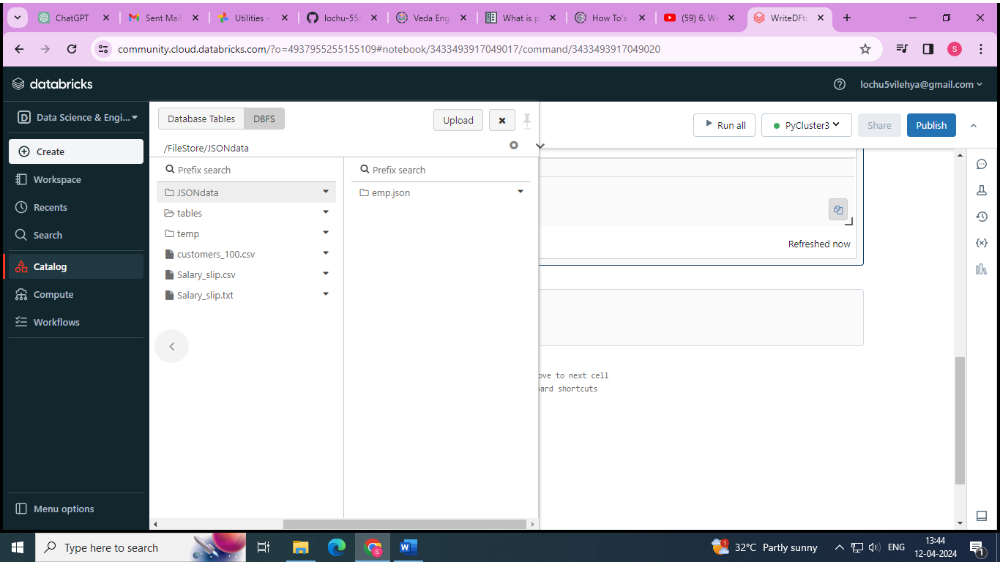 ChatGPT
Sent Mail
Utilities -
lochu-55/
Veda Eng
What is p
How To's
(59) 6. Wr
WriteDFto
community.cloud.databricks.com/?o=4937955255155109#notebook/3433493917049017/command/3433493917049020
S
databricks
lochu5vilehya@gmail.com
D Data Science & Engi...
Database Tables
DBFS
Upload
Run all
PyCluster3
Share
Publish
/FileStore/JSONdata
Create
Workspace
Recents
Search
Catalog
Compute
Workflows
Menu options
Prefix search
JSONdata
tables
temp
customers_100.csv
Salary_slip.csv
Salary_slip.txt
Prefix search
emp.json
Refreshed now
ove to next cell
ard shortcuts
Type here to search
S
32°C Partly sunny
ENG
13:44
12-04-2024
1